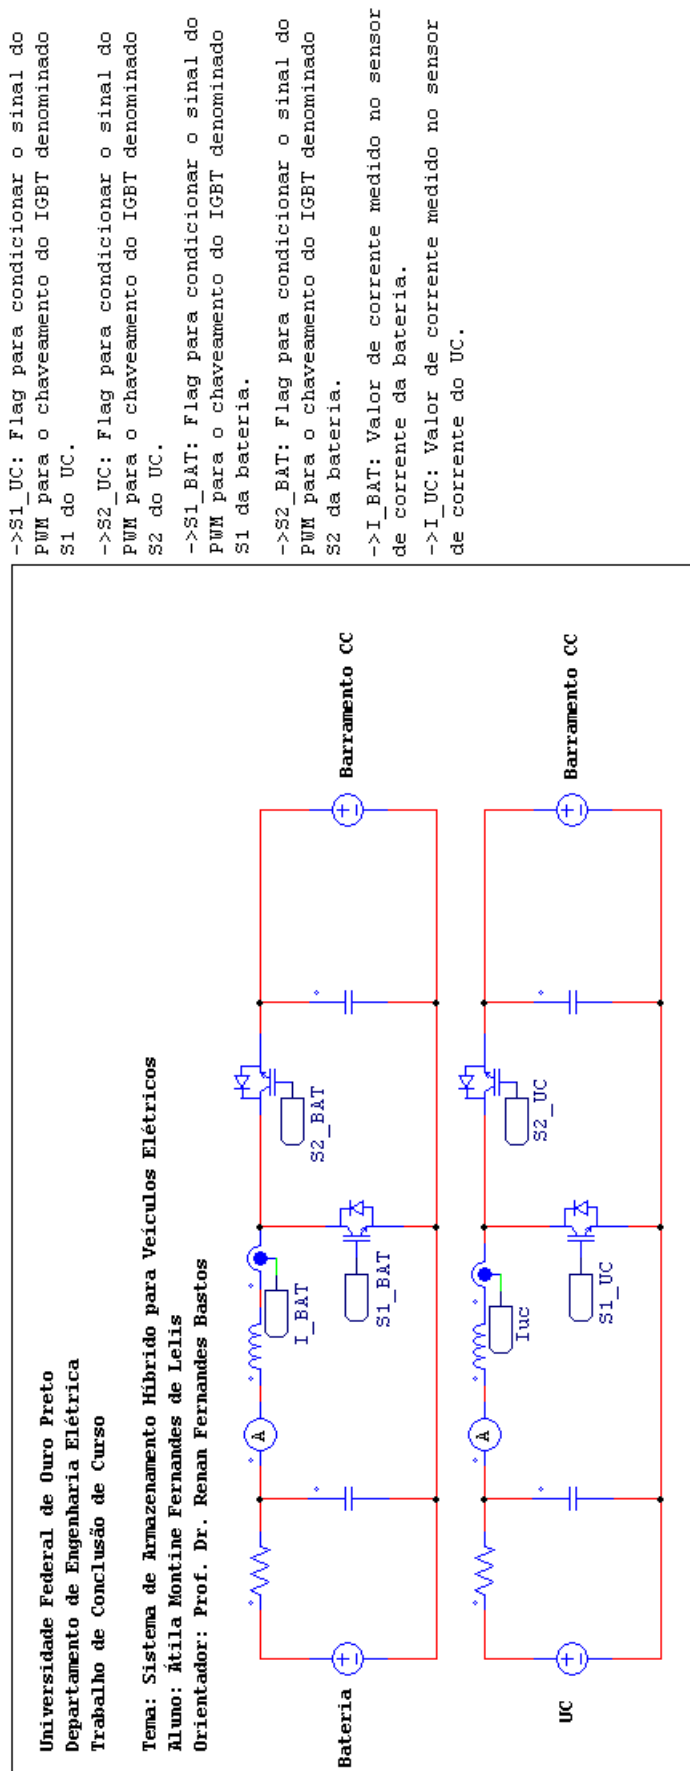 Universidade Federal de Ouro Preto
Departamento de Engenharia Elétrica
Trabalho de Conclusão de Curso
Tema: Sistema de Armazenamento Híbrido para Veículos Elétricos
Aluno: Átila Montine Fernandes de Lelis
Orientador: Prof. Dr. Renan Fernandes Bastos
Bateria
A
I_BAT
S1_BAT
S2_BAT
Barramento CC
UC
A
Iuc
S1_UC
S2_UC
Barramento CC
->S1_UC: Flag para condicionar o sinal do
PWM para o chaveamento do IGBT denominado
S1 do UC.
->S2_UC: Flag para condicionar o sinal do
PWM para o chaveamento do IGBT denominado
S2 do UC.
->S1_BAT: Flag para condicionar o sinal do
PWM para o chaveamento do IGBT denominado
S1 da bateria.
->S2_BAT: Flag para condicionar o sinal do
PWM para o chaveamento do IGBT denominado
S2 da bateria.
->I_BAT: Valor de corrente medido no sensor
de corrente da bateria.
->I_UC: Valor de corrente medido no sensor
de corrente do UC.